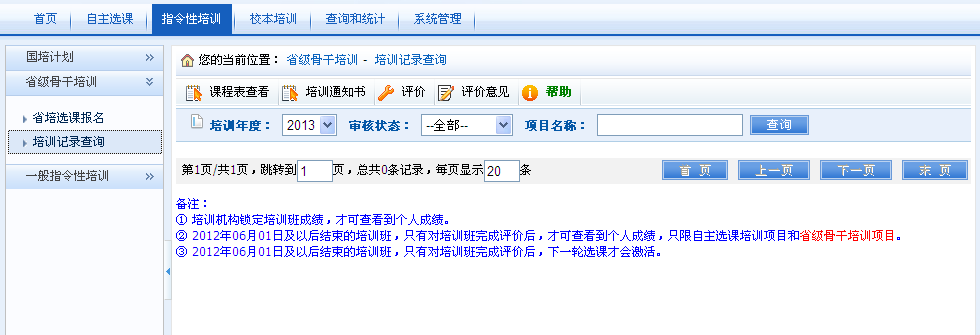 首页 自主选课 指令性培训 校本培训 查询和统计 系统管理
国培计划
省级骨干培训
省培选课报名
培训记录查询
一般指令性培训
您的当前位置： 省级骨干培训 - 培训记录查询
课程表查看 培训通知书 评价 评价意见 帮助
培训年度： 2013 审核状态： --全部-- 项目名称： 查询
第1页/共1页，跳转到 1 页，总共0条记录，每页显示 20 条 首 页 上一页 下一页 末 页
备注：
① 培训机构锁定培训班成绩，才可查看到个人成绩。
② 2012年06月01日及以后结束的培训班，只有对培训班完成评价后，才可查看到个人成绩，只限自主选课培训项目和省级骨干培训项目。
③ 2012年06月01日及以后结束的培训班，只有对培训班完成评价后，下一轮选课才会激活。